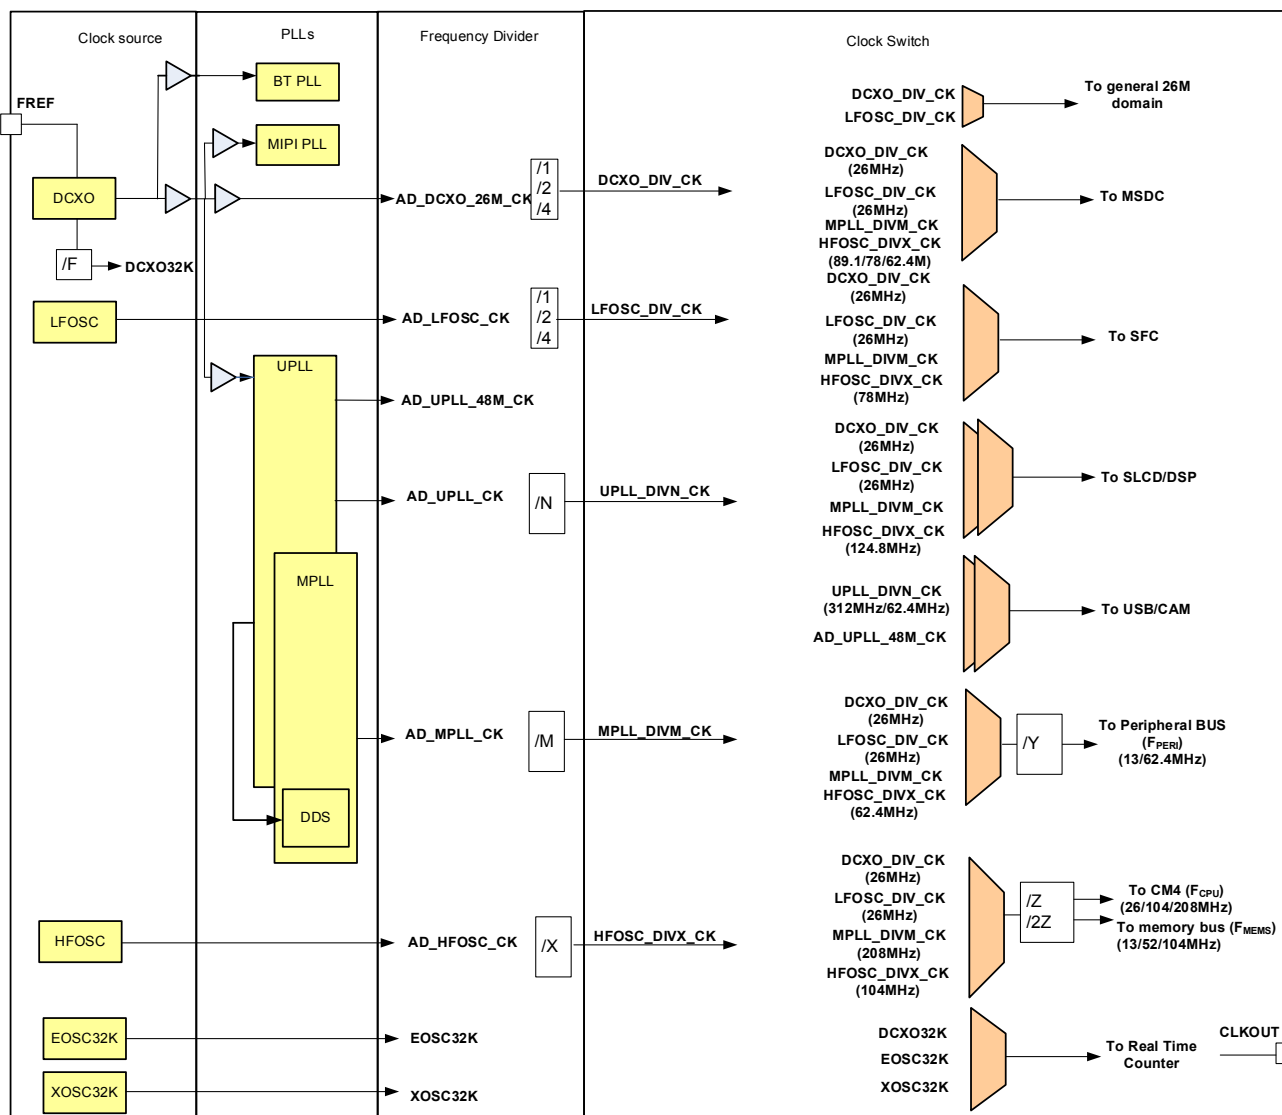 Clock source
PLLs
Frequency Divider
Clock Switch
FREF
DCXO
/F
DCXO32K
LFOSC
HFOSC
EOSC32K
XOSC32K
BT PLL
MIPI PLL
UPLL
MPLL
DDS
AD_DCXO_26M_CK
/1
/2
/4
DCXO_DIV_CK
AD_LFOSC_CK
/1
/2
/4
LFOSC_DIV_CK
AD_UPLL_48M_CK
AD_UPLL_CK
/N
UPLL_DIVN_CK
AD_MPLL_CK
/M
MPLL_DIVM_CK
AD_HFOSC_CK
/X
HFOSC_DIVX_CK
EOSC32K
XOSC32K
DCXO_DIV_CK
LFOSC_DIV_CK
To general 26M
domain
DCXO_DIV_CK
(26MHz)
LFOSC_DIV_CK
(26MHz)
MPLL_DIVM_CK
HFOSC_DIVX_CK
(89.1/78/62.4M)
To MSDC
DCXO_DIV_CK
(26MHz)
LFOSC_DIV_CK
(26MHz)
MPLL_DIVM_CK
HFOSC_DIVX_CK
(78MHz)
To SFC
DCXO_DIV_CK
(26MHz)
LFOSC_DIV_CK
(26MHz)
MPLL_DIVM_CK
HFOSC_DIVX_CK
(124.8MHz)
To SLCD/DSP
UPLL_DIVN_CK
(312MHz/62.4MHz)
AD_UPLL_48M_CK
To USB/CAM
DCXO_DIV_CK
(26MHz)
LFOSC_DIV_CK
(26MHz)
MPLL_DIVM_CK
HFOSC_DIVX_CK
(62.4MHz)
/Y
To Peripheral BUS
(FPERI)
(13/62.4MHz)
DCXO_DIV_CK
(26MHz)
LFOSC_DIV_CK
(26MHz)
MPLL_DIVM_CK
(208MHz)
HFOSC_DIVX_CK
(104MHz)
/Z
/2Z
To CM4 (FCPU)
(26/104/208MHz)
To memory bus (FMEMS)
(13/52/104MHz)
DCXO32K
EOSC32K
XOSC32K
To Real Time
Counter
CLKOUT